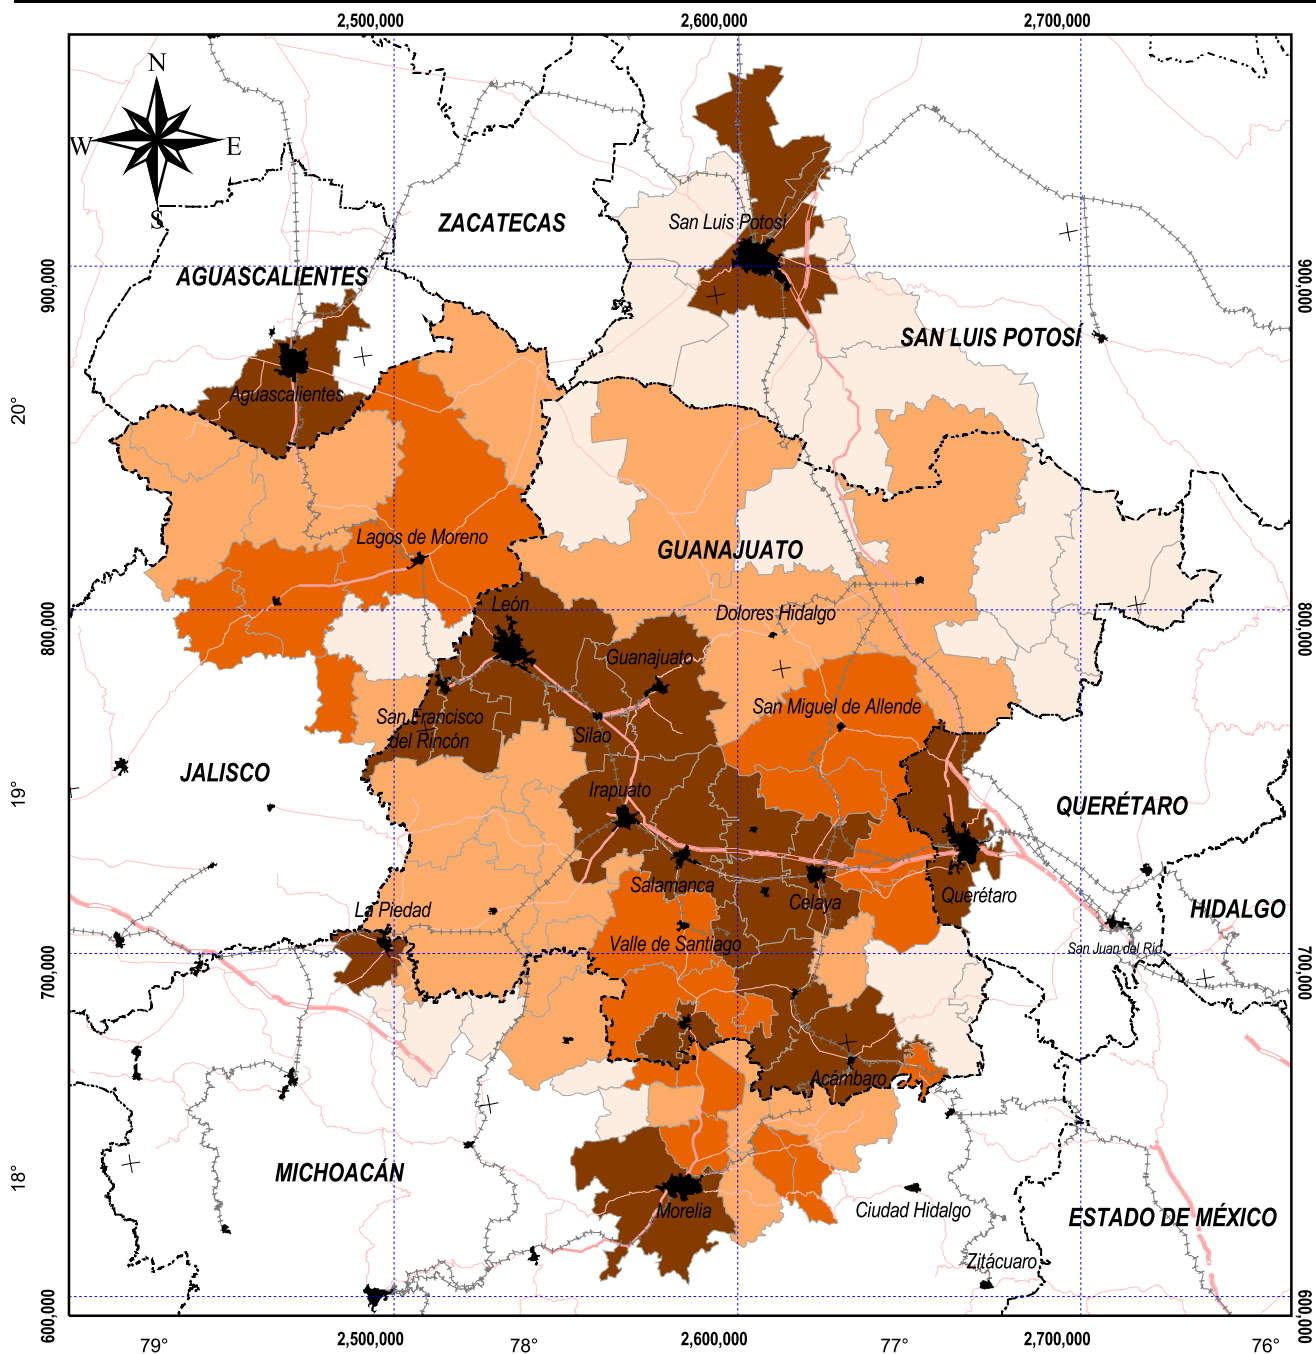 2,500,000
2,600,000
2,700,000
N
W
E
S
ZACATECAS
San Luis Potosí
AGUASCALIENTES
900,000
900,000
SAN LUIS POTOSÍ
Aguascalientes
20°
Lagos de Moreno
GUANAJUATO
León
Dolores Hidalgo
800,000
800,000
Guanajuato
San Francisco
del Rincón
San Miguel de Allende
Silao
JALISCO
19°
Irapuato
QUERÉTARO
Salamanca
Celaya
Querétaro
La Piedad
HIDALGO
Valle de Santiago
San Juan del Río
700,000
700,000
Acámbaro
MICHOACÁN
18°
Morelia
Ciudad Hidalgo
ESTADO DE MÉXICO
Zitácuaro
600,000
600,000
79°
2,500,000
78°
2,600,000
77°
2,700,000
76°